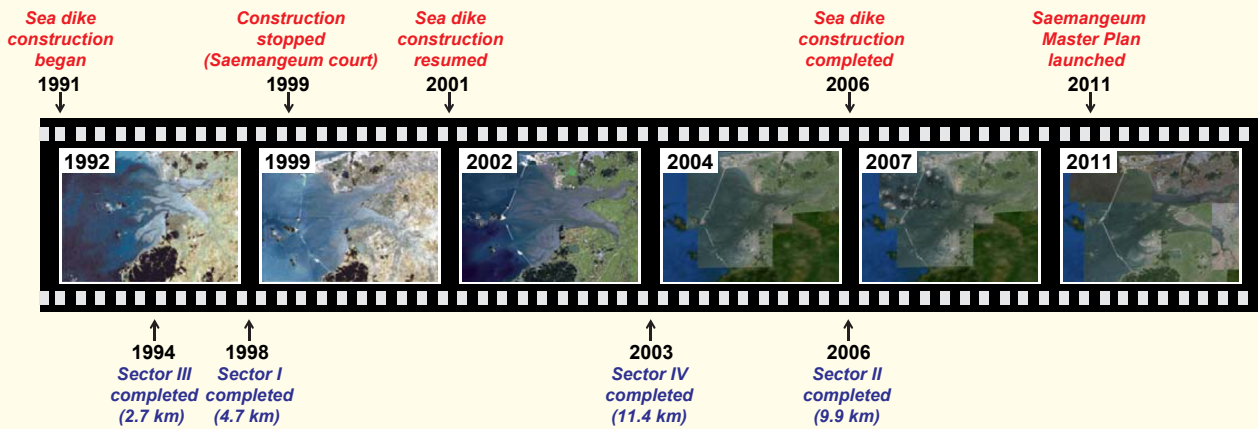 Sea dike
construction
began
1991
Construction
stopped
(Saemangeum court)
1999
Sea dike
construction
resumed
2001
Sea dike
construction
completed
2006
Saemangeum
Master Plan
launched
2011
1992
1999
2002
2004
2007
2011
1994
Sector III
completed
(2.7 km)
1998
Sector I
completed
(4.7 km)
2003
Sector IV
completed
(11.4 km)
2006
Sector II
completed
(9.9 km)